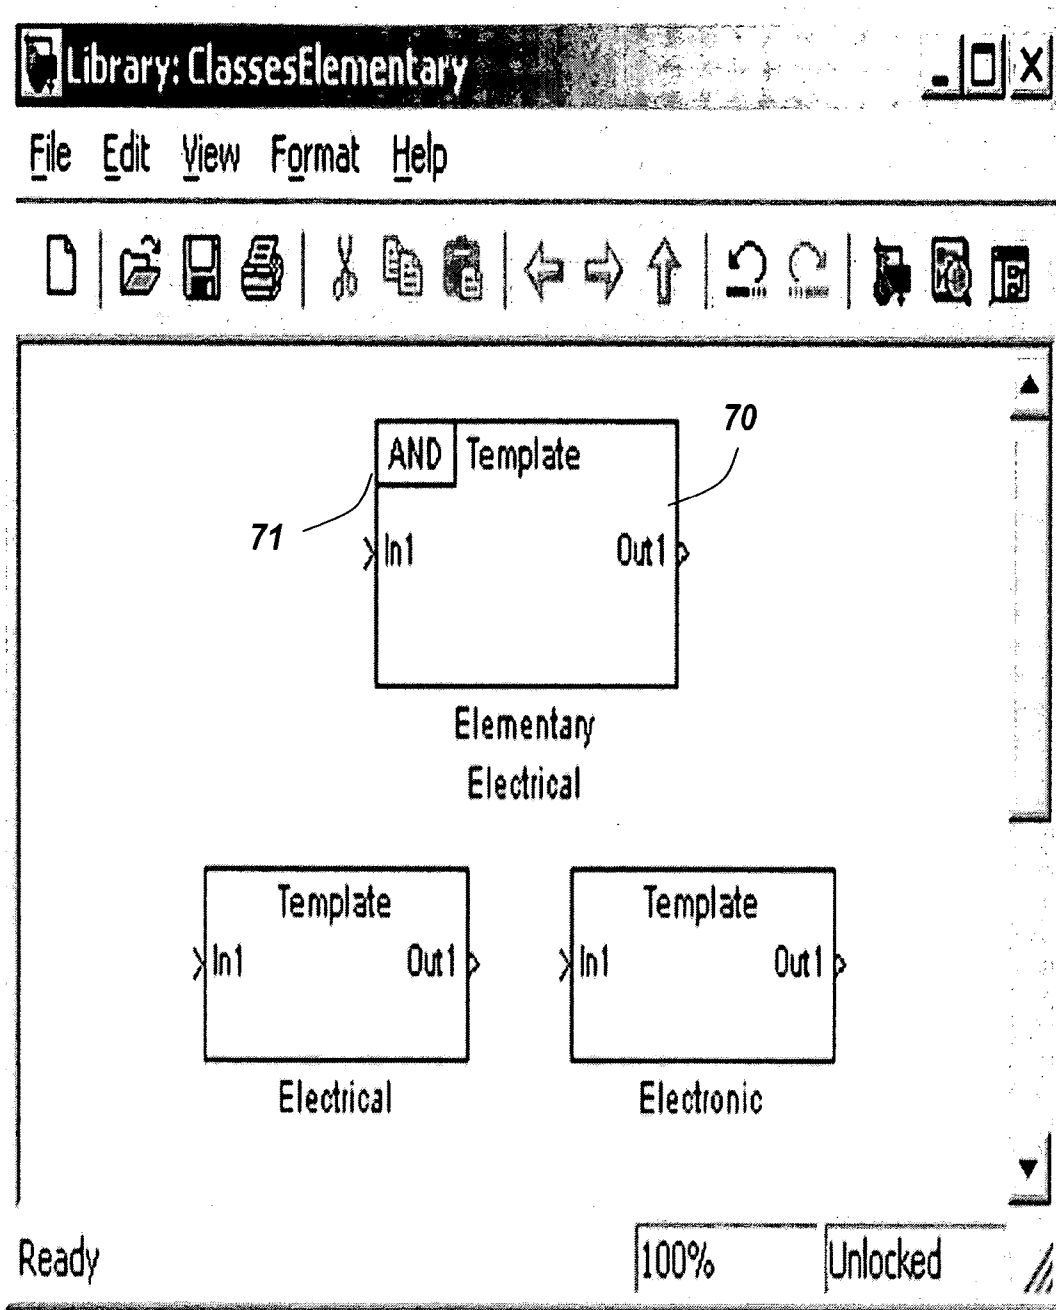 Library: ClassesElementary
File Edit View Format Help
70
AND Template
71
In1 Out1
Elementary
Electrical
Template Template
In1 Out1 In1 Out1
Electrical Electronic
Ready 100% Unlocked